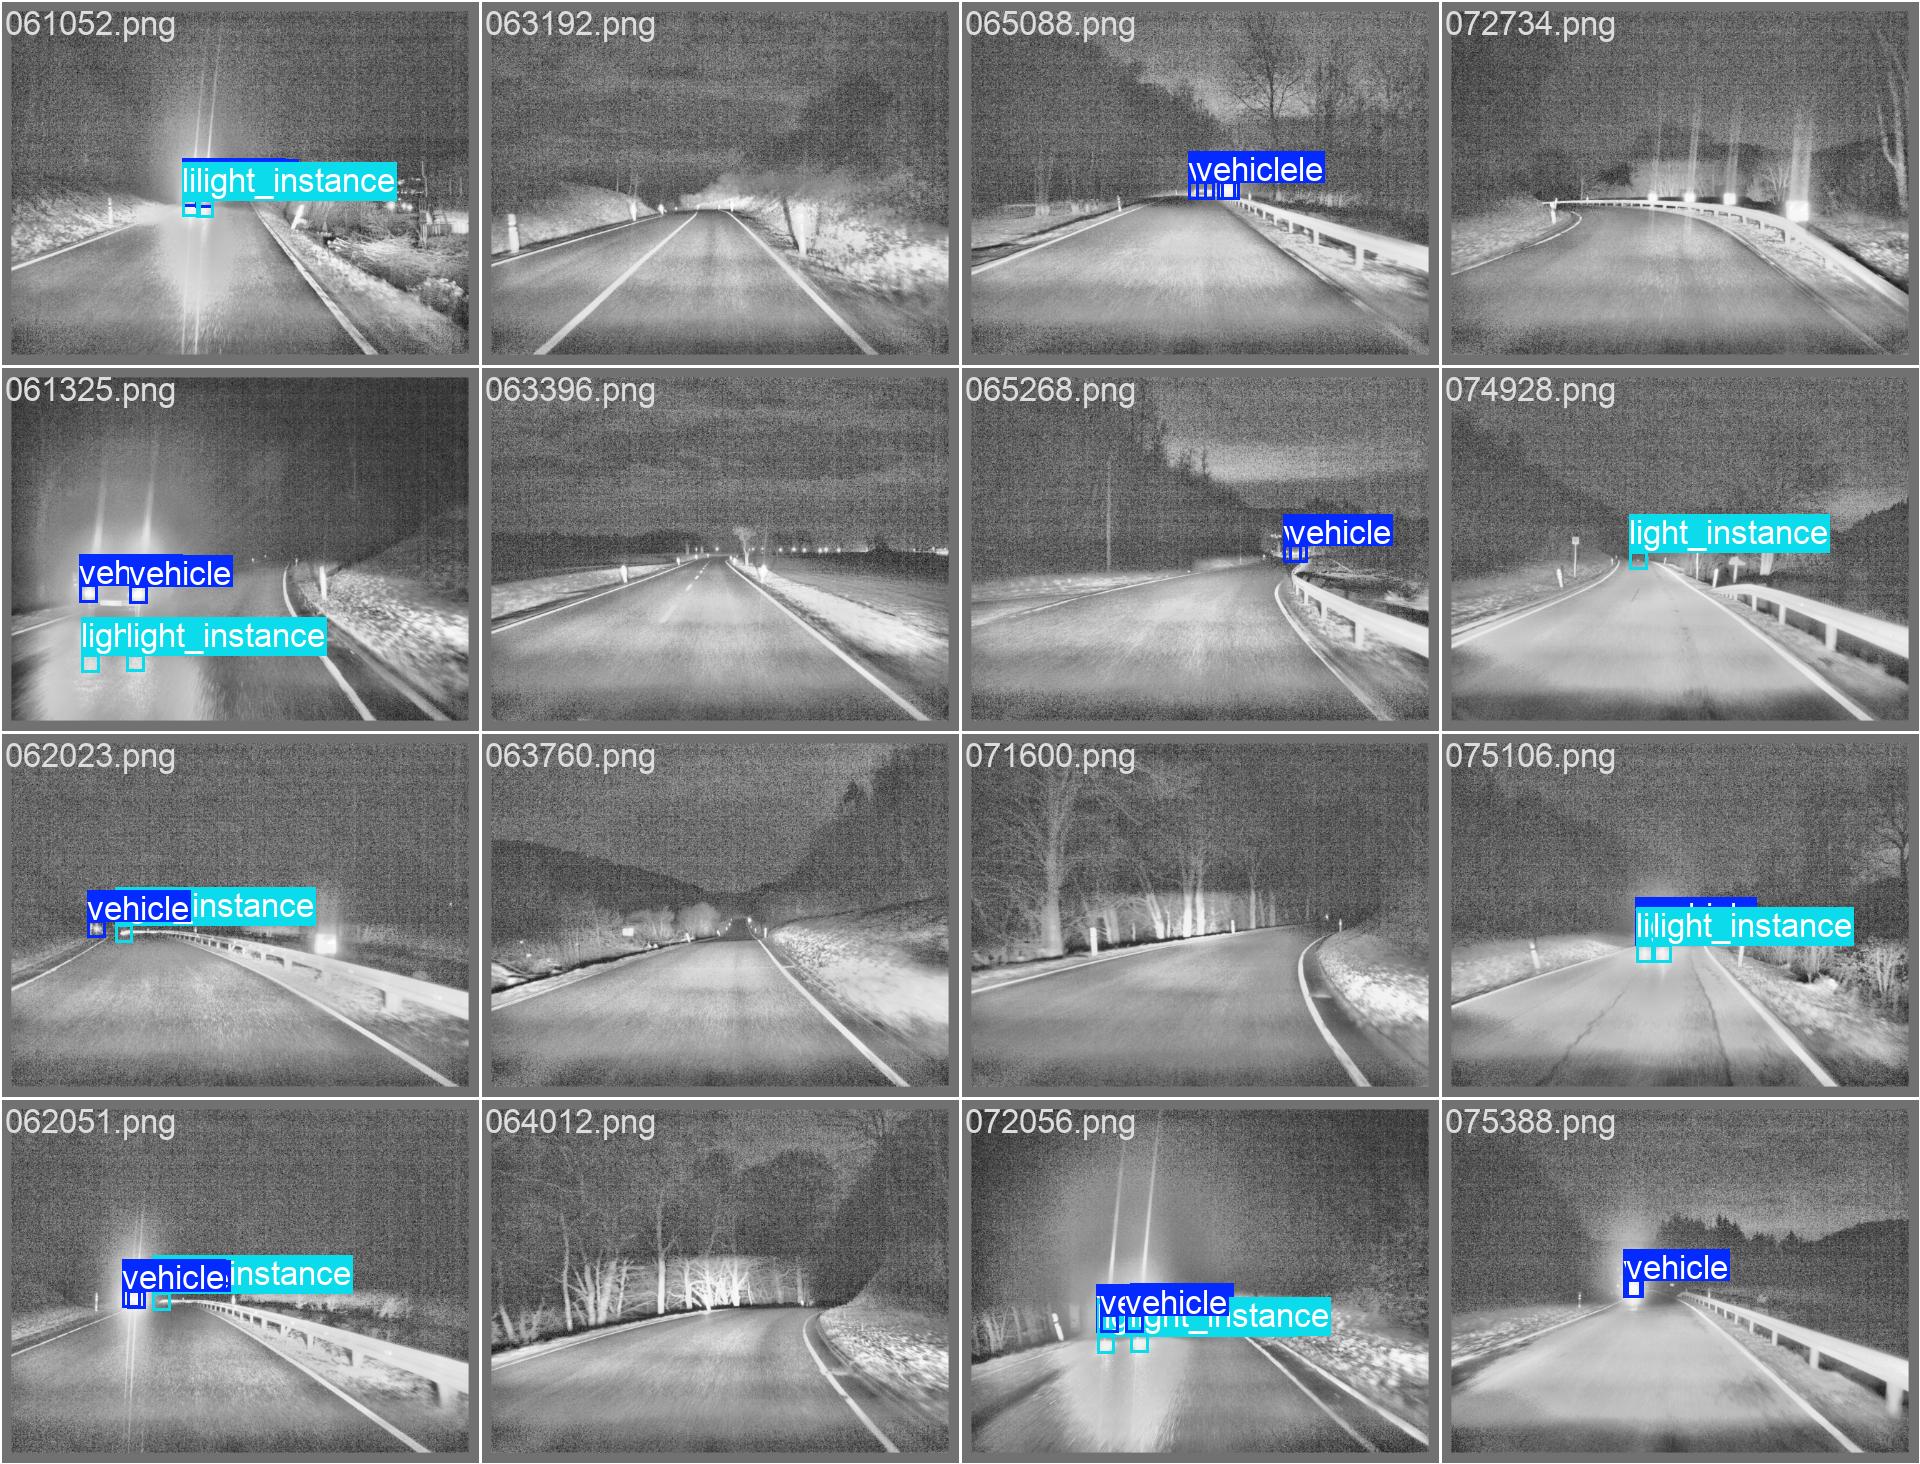 061052.png
063192.png
065088.png
072734.png
light_instance
vehicle
061325.png
063396.png
065268.png
074928.png
vehicle
light_instance
vehicle
light_instance
062023.png
063760.png
071600.png
075106.png
vehicle
instance
light_instance
062051.png
064012.png
072056.png
075388.png
vehicle
instance
vehicle
vehicle